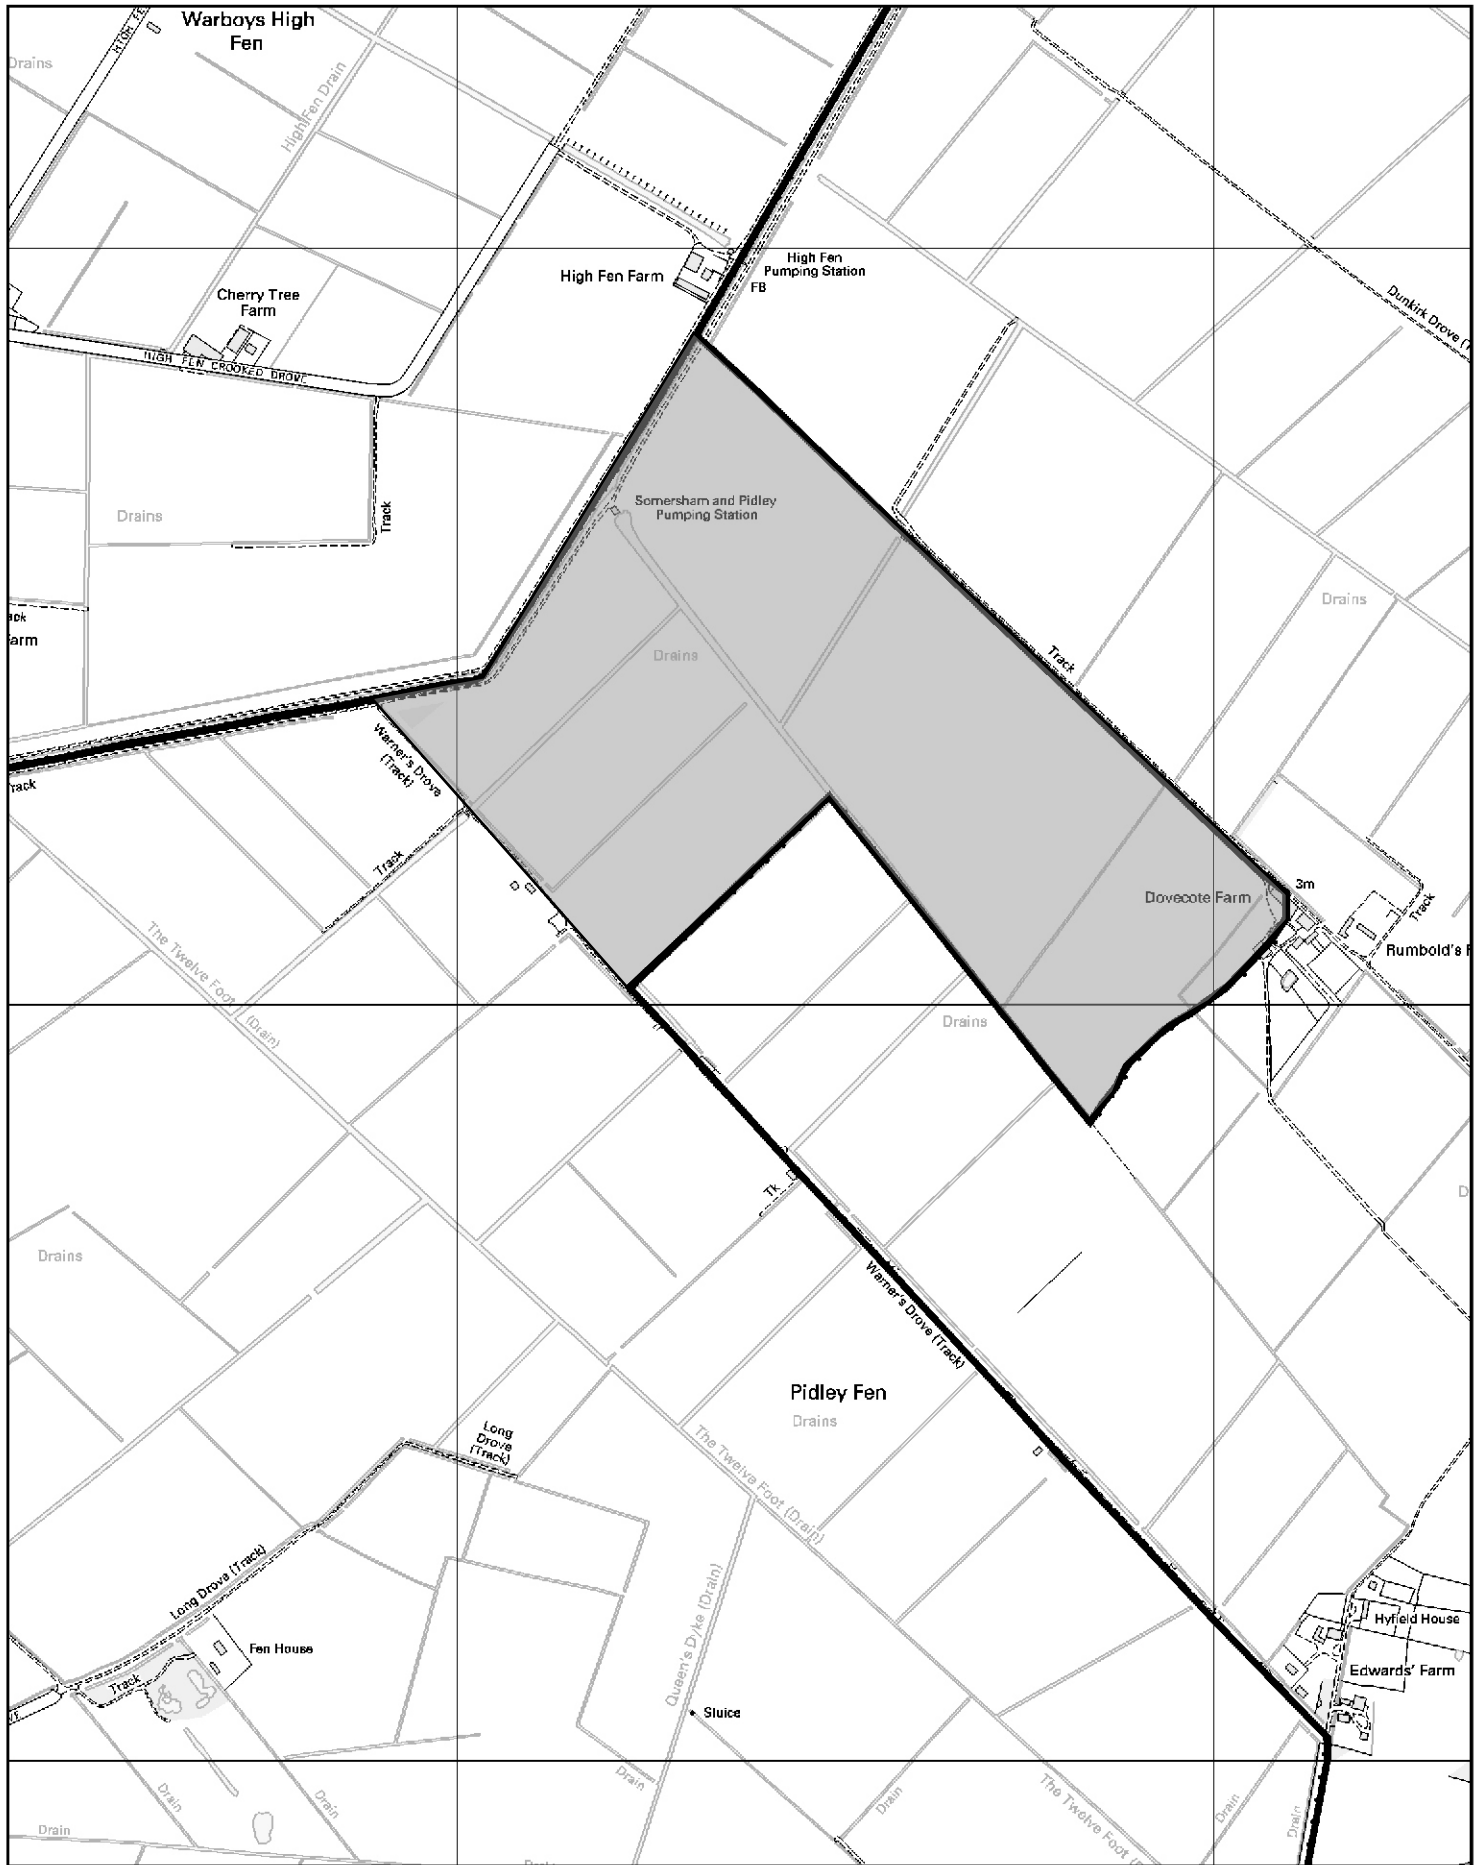 Warboys High
Fen
Drains
High Fen Drain
High Fen
Pumping Station
FB
High Fen Farm
Cherry Tree
Farm
HIGH FEN CROOKED DROVE
Dunkirk Drove
Drains
Track
Somersham and Pidley
Pumping Station
Drains
Drains
Track
Warner's Drove
(Track)
Track
3m
Dovecote Farm
Track
Rumbold's
The Twelve Foot
(Drain)
Drains
Tk
Drains
Warner's Drove (Track)
Pidley Fen
Drains
Long
Drove
(Track)
The Twelve Foot (Drain)
Long Drove (Track)
Fen House
Track
Queen's Dyke (Drain)
Sluice
Hyfield House
Edwards' Farm
Drain
Drain
Drain
Drain
The Twelve Foot
Drain
Drain
Drain